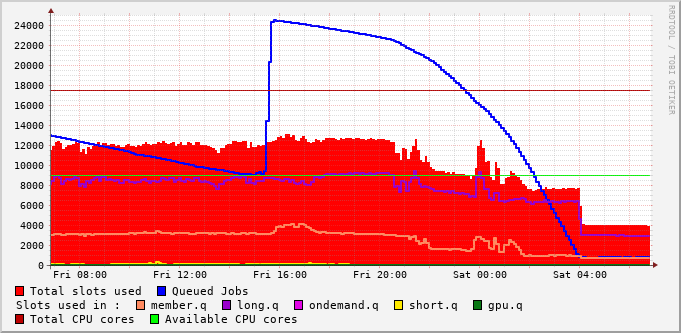 24000
22000
20000
18000
16000
14000
12000
10000
8000
6000
4000
2000
0
Fri 08:00 Fri 12:00 Fri 16:00 Fri 20:00 Sat 00:00 Sat 04:00
RRDTOOL / TOBI OETIKER
Total slots used Queued Jobs
Slots used in : member.q long.q ondemand.q short.q gpu.q
Total CPU cores Available CPU cores